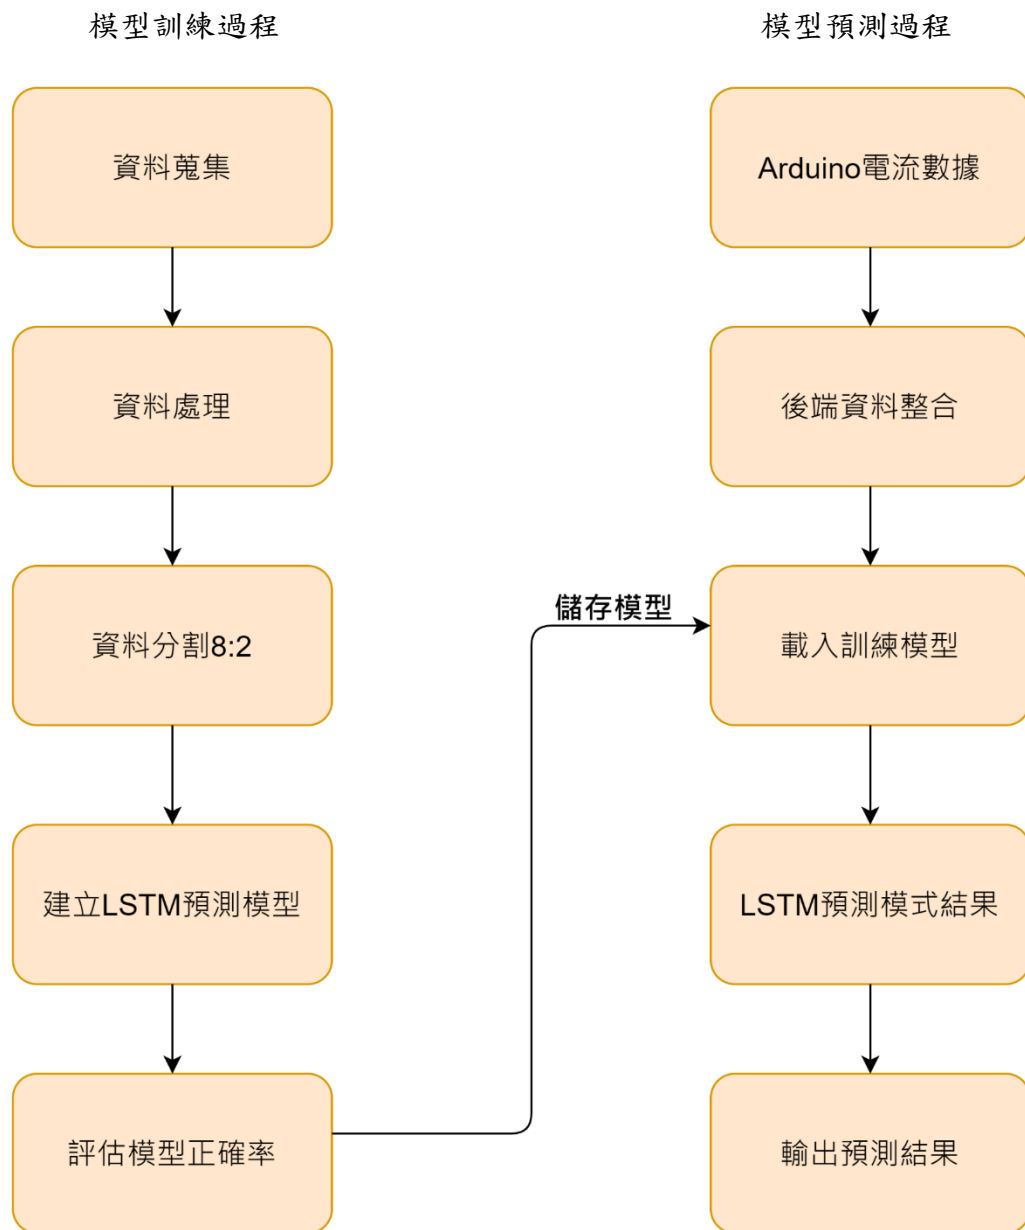 模型訓練過程
模型預測過程
資料蒐集
資料處理
資料分割8:2
建立LSTM預測模型
評估模型正確率
儲存模型
Arduino電流數據
後端資料整合
載入訓練模型
LSTM預測模式結果
輸出預測結果